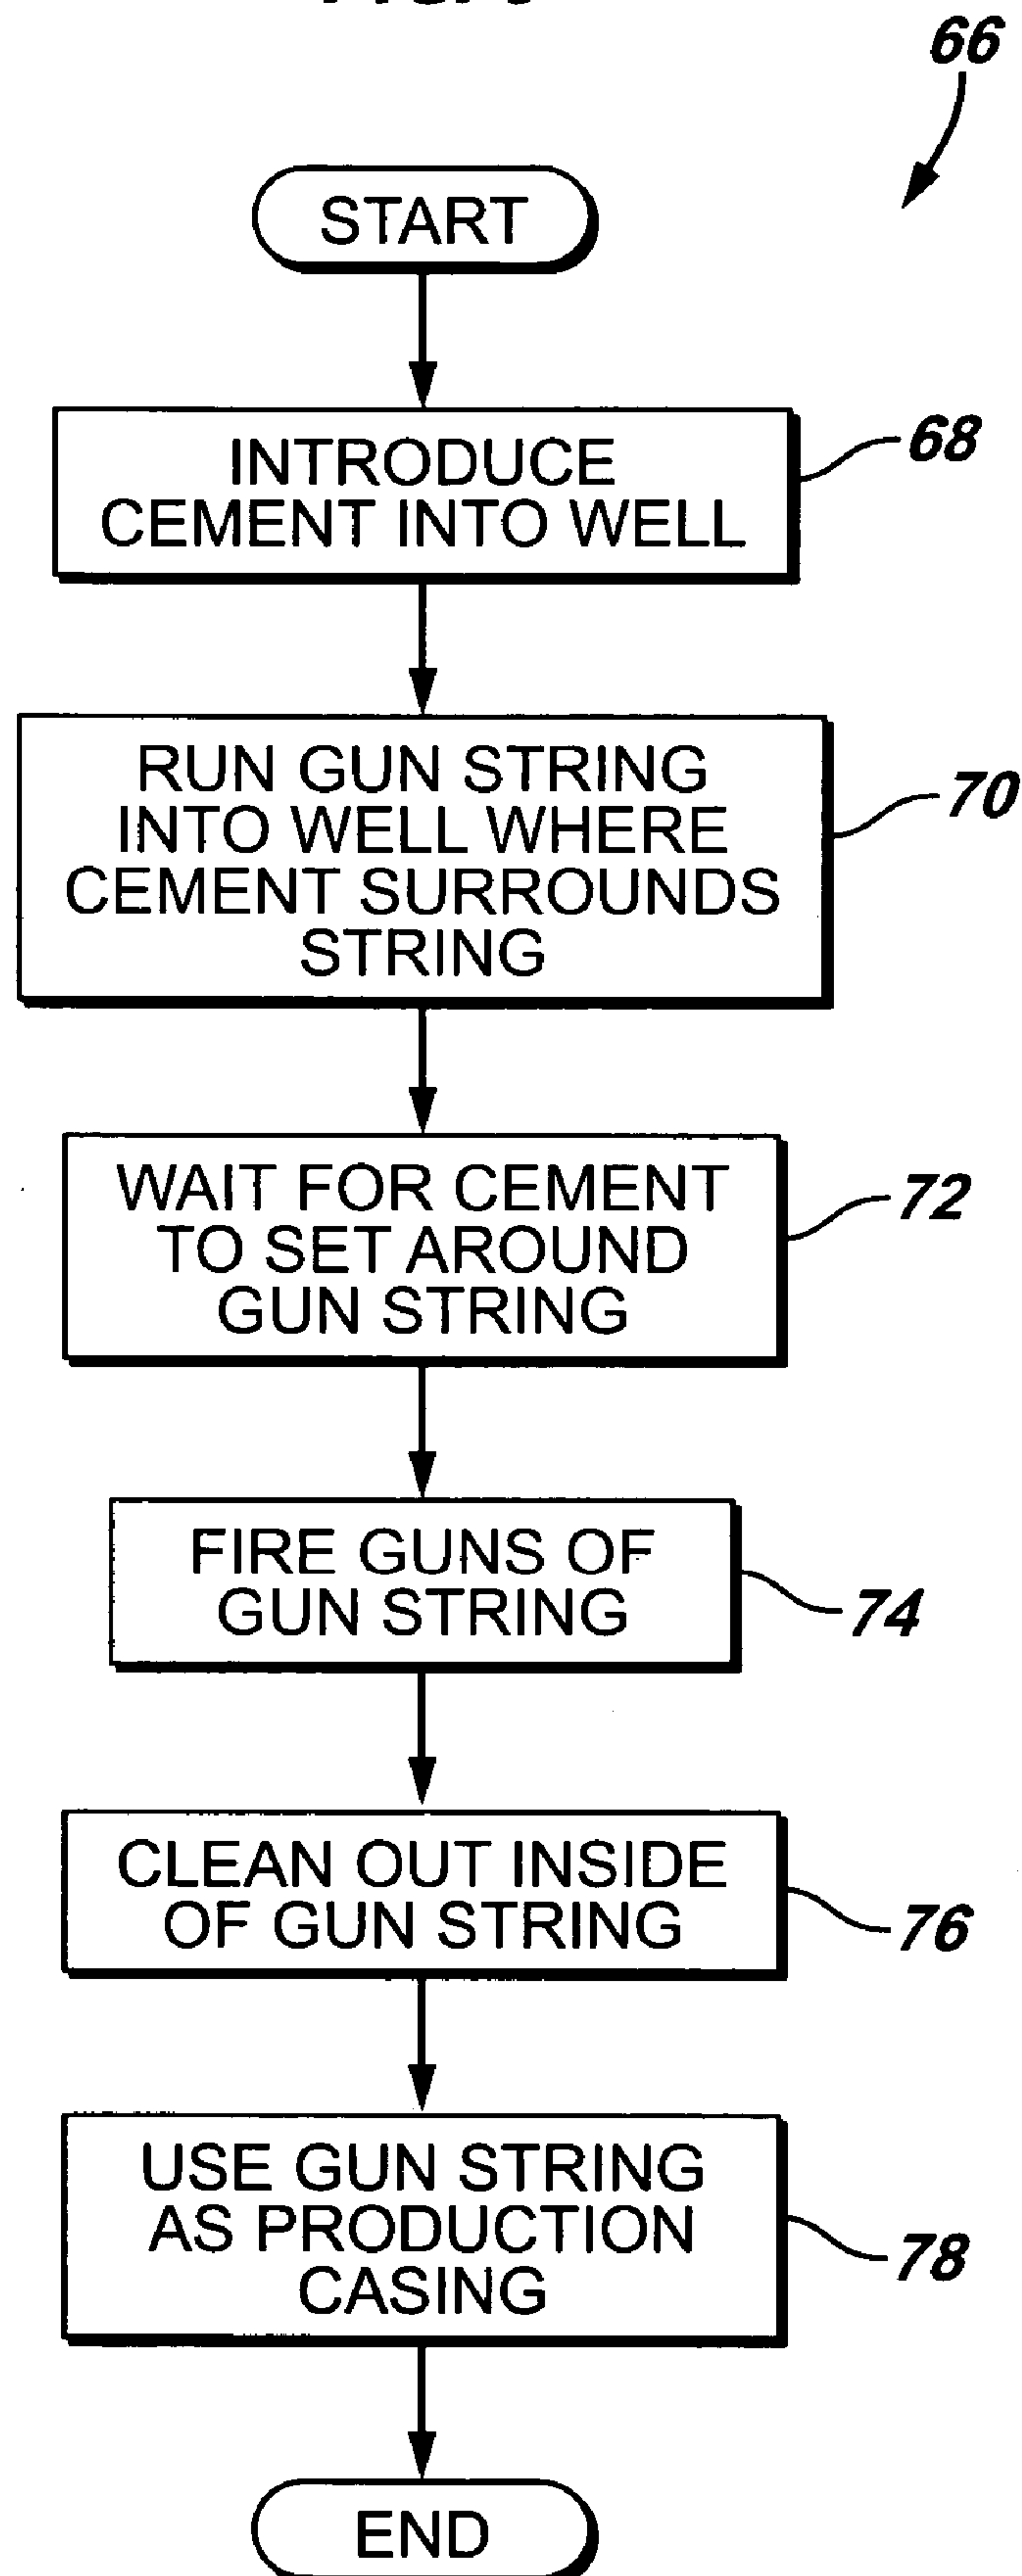 66
START
INTRODUCE
CEMENT INTO WELL
68
RUN GUN STRING
INTO WELL WHERE
CEMENT SURROUNDS
STRING
70
WAIT FOR CEMENT
TO SET AROUND
GUN STRING
72
FIRE GUNS OF
GUN STRING
74
CLEAN OUT INSIDE
OF GUN STRING
76
USE GUN STRING
AS PRODUCTION
CASING
78
END